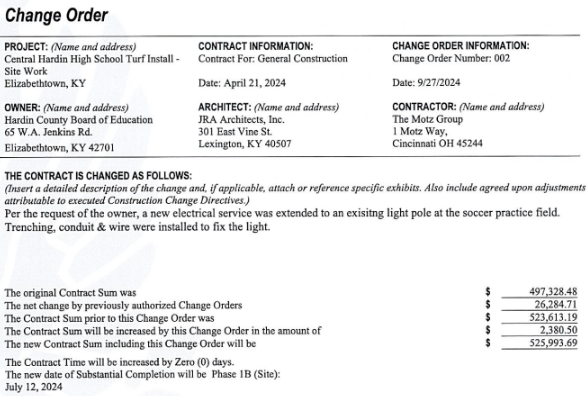 Change Order
PROJECT: (Name and address)
Central Hardin High School Turf Install -
Site Work
Elizabethtown, KY
CONTRACT INFORMATION:
Contract For: General Construction
Date: April 21, 2024
CHANGE ORDER INFORMATION:
Change Order Number: 002
Date: 9/27/2024
OWNER: (Name and address)
Hardin County Board of Education
65 W.A. Jenkins Rd.
Elizabethtown, KY 42701
ARCHITECT: (Name and address)
JRA Architects, Inc.
301 East Vine St.
Lexington, KY 40507
CONTRACTOR: (Name and address)
The Motz Group
1 Motz Way,
Cincinnati OH 45244
THE CONTRACT IS CHANGED AS FOLLOWS:
(Insert a detailed description of the change and, if applicable, attach or reference specific exhibits. Also include agreed upon adjustments
attributable to executed Construction Change Directives.)
Per the request of the owner, a new electrical service was extended to an exisitng light pole at the soccer practice field.
Trenching, conduit & wire were installed to fix the light.
The original Contract Sum was $ 497,328.48
The net change by previously authorized Change Orders $ 26,284.71
The Contract Sum prior to this Change Order was $ 523,613.19
The Contract Sum will be increased by this Change Order in the amount of $ 2,380.50
The new Contract Sum including this Change Order will be $ 525,993.69
The Contract Time will be increased by Zero (0) days.
The new date of Substantial Completion will be Phase 1B (Site):
July 12, 2024